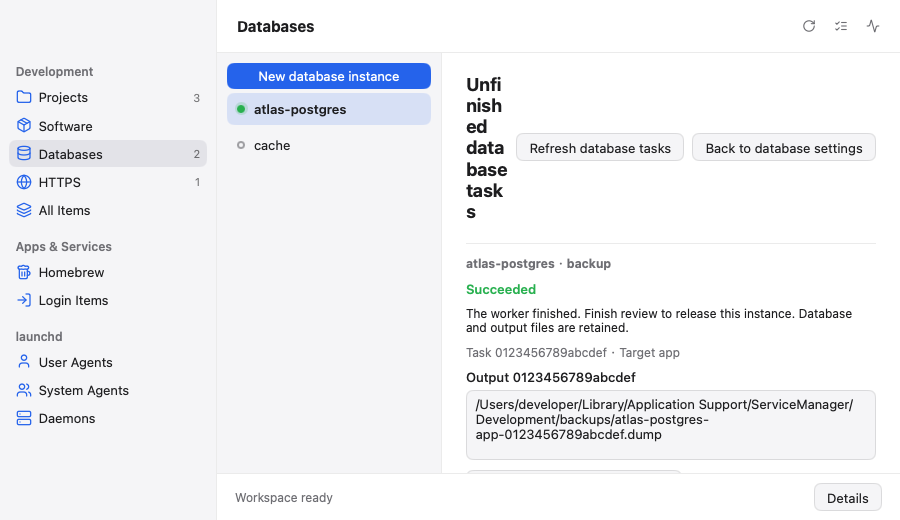 Databases
Development
Projects 3
Software
Databases 2
HTTPS 1
All Items
Apps & Services
Homebrew
Login Items
launchd
User Agents
System Agents
Daemons
New database instance
atlas-postgres
cache
Unfi
nish
ed
data
base
task
s
Refresh database tasks
Back to database settings
atlas-postgres · backup
Succeeded
The worker finished. Finish review to release this instance. Database
and output files are retained.
Task 0123456789abcdef · Target app
Output 0123456789abcdef
/Users/developer/Library/Application Support/ServiceManager/
Development/backups/atlas-postgres-
app-0123456789abcdef.dump
Workspace ready
Details